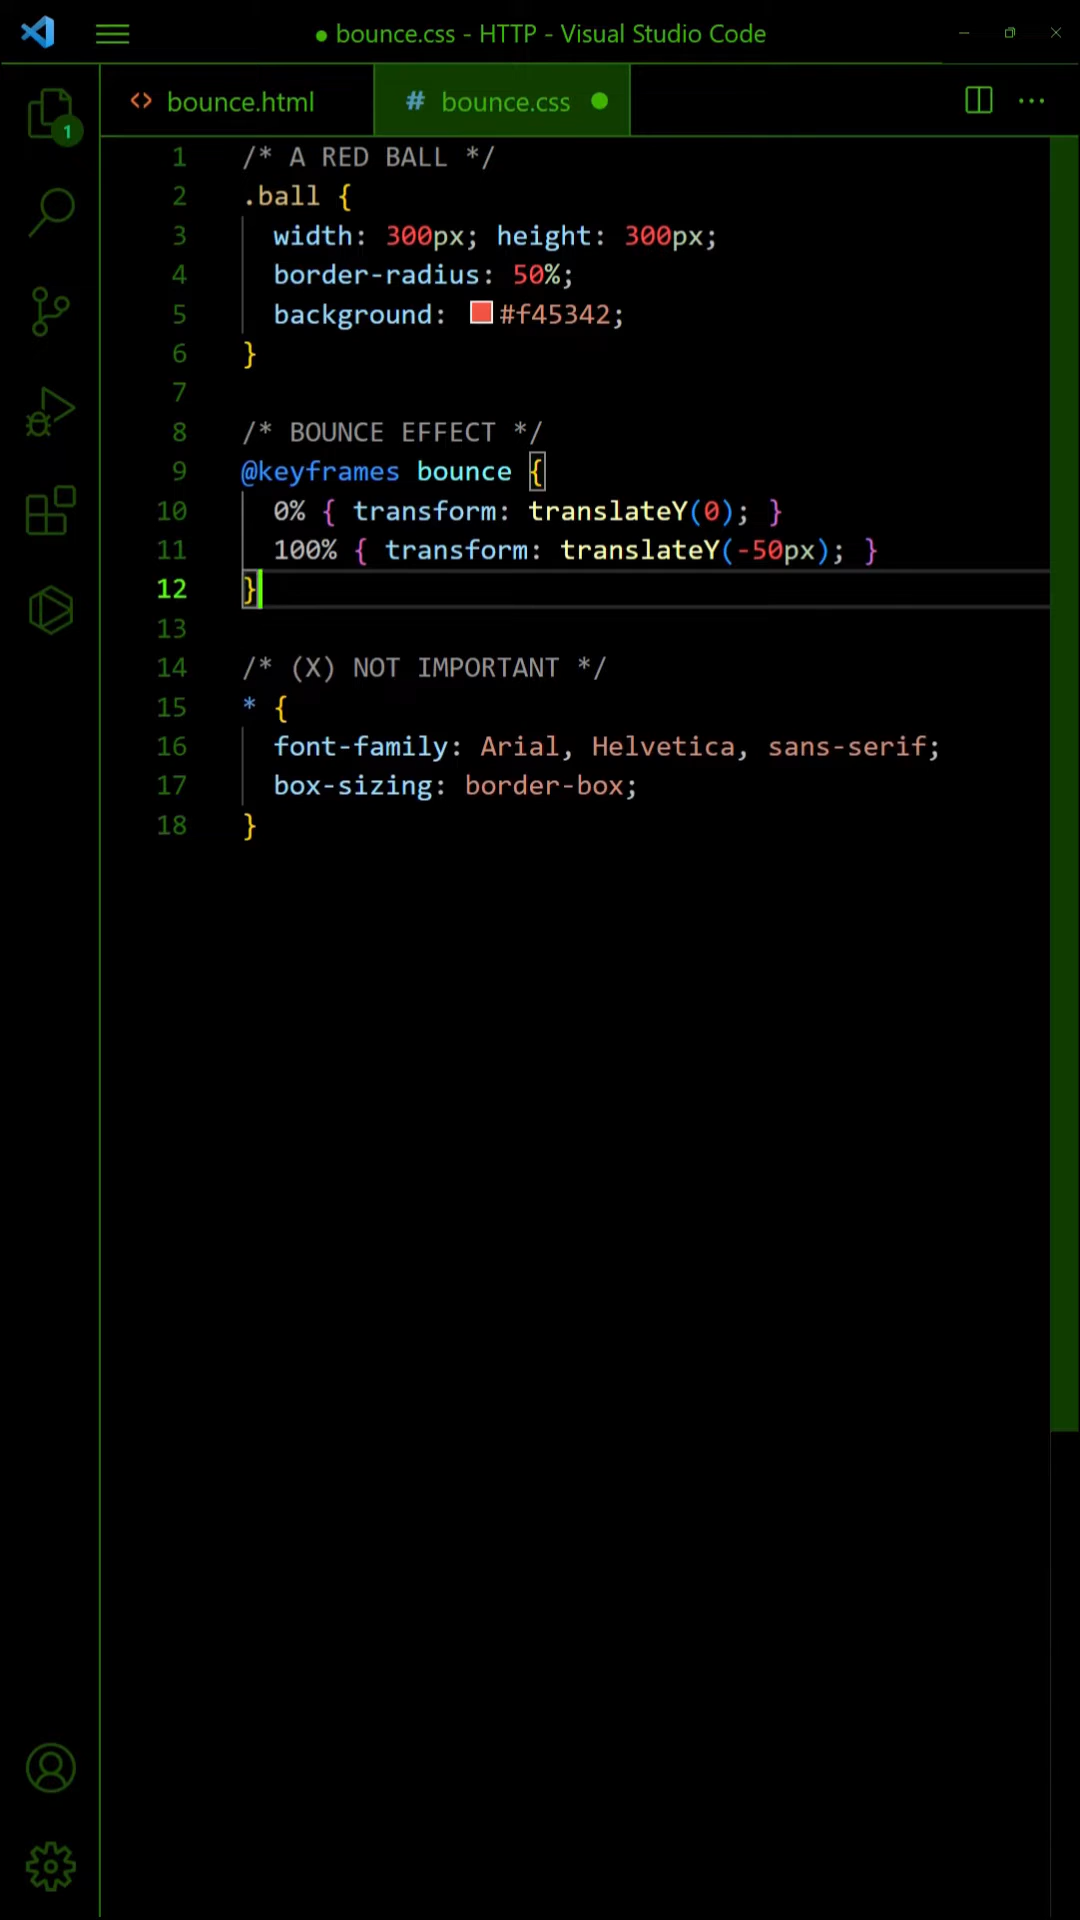 ● bounce.css - HTTP - Visual Studio Code
<> bounce.html # bounce.css ●
1
1 /* A RED BALL */
2 .ball {
3 width: 300px; height: 300px;
4 border-radius: 50%;
5 background: #f45342;
6 }
7
8 /* BOUNCE EFFECT */
9 @keyframes bounce {
10 0% { transform: translateY(0); }
11 100% { transform: translateY(-50px); }
12 }
13
14 /* (X) NOT IMPORTANT */
15 * {
16 font-family: Arial, Helvetica, sans-serif;
17 box-sizing: border-box;
18 }